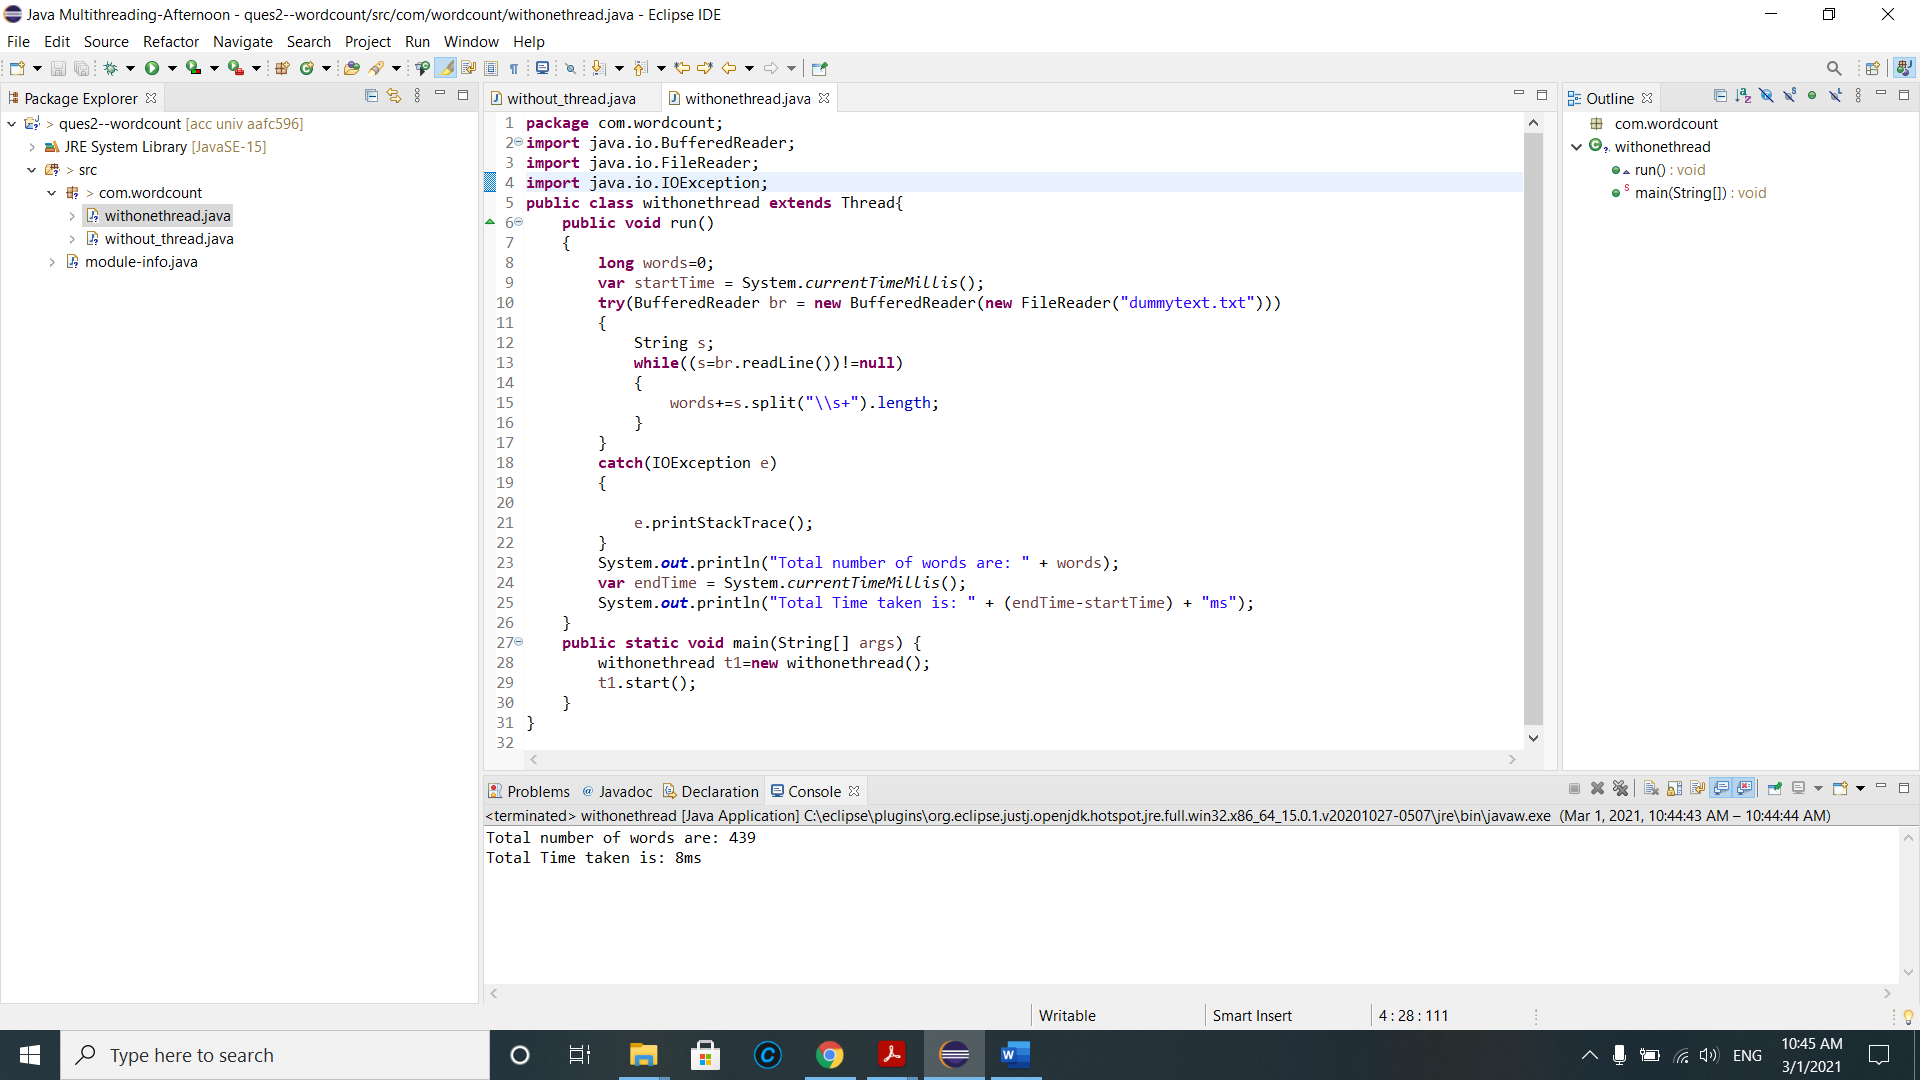 Java Multithreading-Afternoon - ques2--wordcount/src/com/wordcount/withonethread.java - Eclipse IDE
File Edit Source Refactor Navigate Search Project Run Window Help
Package Explorer
> ques2--wordcount [acc univ aafc596]
JRE System Library [JavaSE-15]
> src
> com.wordcount
withonethread.java
without_thread.java
module-info.java
without_thread.java withonethread.java
1 package com.wordcount;
2 import java.io.BufferedReader;
3 import java.io.FileReader;
4 import java.io.IOException;
5 public class withonethread extends Thread{
6 public void run()
7 {
8 long words=0;
9 var startTime = System.currentTimeMillis();
10 try(BufferedReader br = new BufferedReader(new FileReader("dummytext.txt")))
11 {
12 String s;
13 while((s=br.readLine())!=null)
14 {
15 words+=s.split("\\s+").length;
16 }
17 }
18 catch(IOException e)
19 {
20
21 e.printStackTrace();
22 }
23 System.out.println("Total number of words are: " + words);
24 var endTime = System.currentTimeMillis();
25 System.out.println("Total Time taken is: " + (endTime-startTime) + "ms");
26 }
27 public static void main(String[] args) {
28 withonethread t1=new withonethread();
29 t1.start();
30 }
31 }
32
Outline
com.wordcount
withonethread
run() : void
main(String[]) : void
Problems @ Javadoc Declaration Console
<terminated> withonethread [Java Application] C:\eclipse\plugins\org.eclipse.justj.openjdk.hotspot.jre.full.win32.x86_64_15.0.1.v20201027-0507\jre\bin\javaw.exe (Mar 1, 2021, 10:44:43 AM – 10:44:44 AM)
Total number of words are: 439
Total Time taken is: 8ms
Writable Smart Insert 4 : 28 : 111
Type here to search
ENG
10:45 AM
3/1/2021